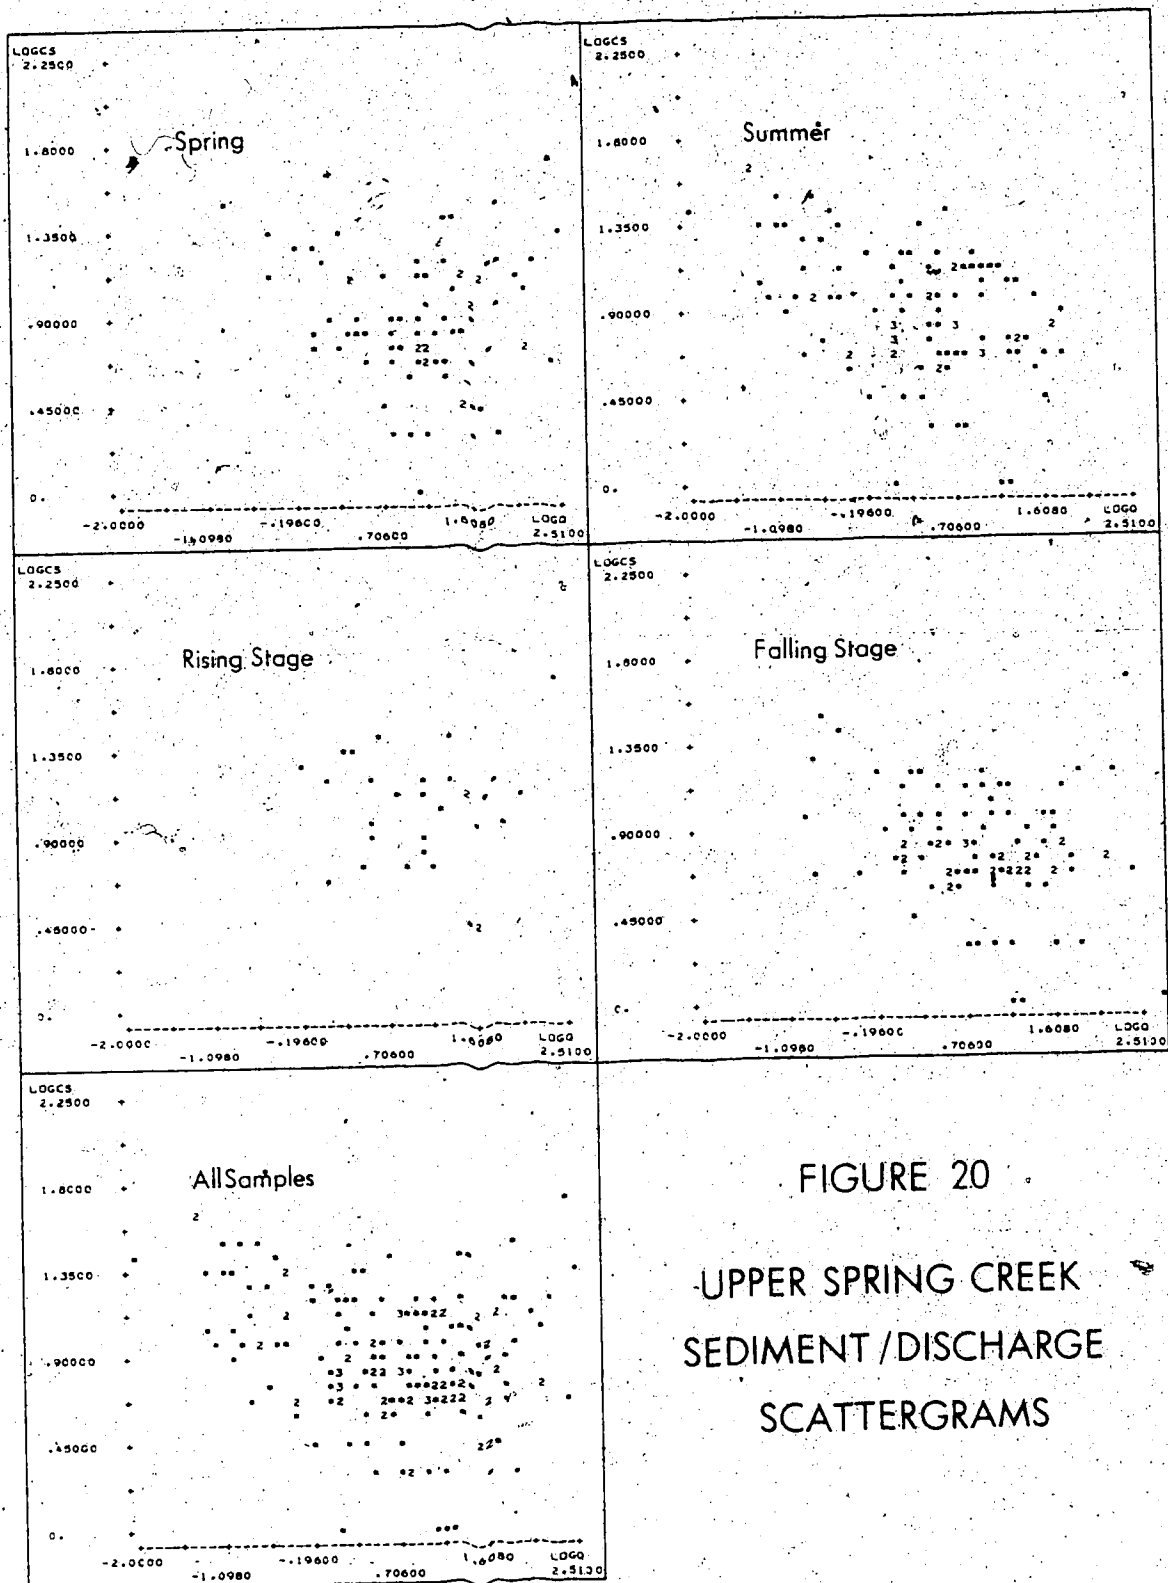 LOGCS
2.2500
Spring
1.8000
1.3500
.90000
.45000
0.
-2.0000 -.19600 1.6080 LOGQ
-1.0980 .70600 2.5100
LOGCS
2.2500
Summer
1.8000
1.3500
.90000
.45000
0.
-2.0000 -.19600 1.6080 LOGQ
-1.0980 .70600 2.5100
LOGCS
2.2500
Rising Stage
1.8000
1.3500
.90000
.45000
0.
-2.0000 -.19600 1.6080 LOGQ
-1.0980 .70600 2.5100
LOGCS
2.2500
Falling Stage
1.8000
1.3500
.90000
.45000
0.
-2.0000 -.19600 1.6080 LOGQ
-1.0980 .70600 2.5100
LOGCS
2.2500
All Samples
1.8000
1.3500
.90000
.45000
0.
-2.0000 -.19600 1.6080 LOGQ
-1.0980 .70600 2.5100
FIGURE 20
UPPER SPRING CREEK
SEDIMENT / DISCHARGE
SCATTERGRAMS